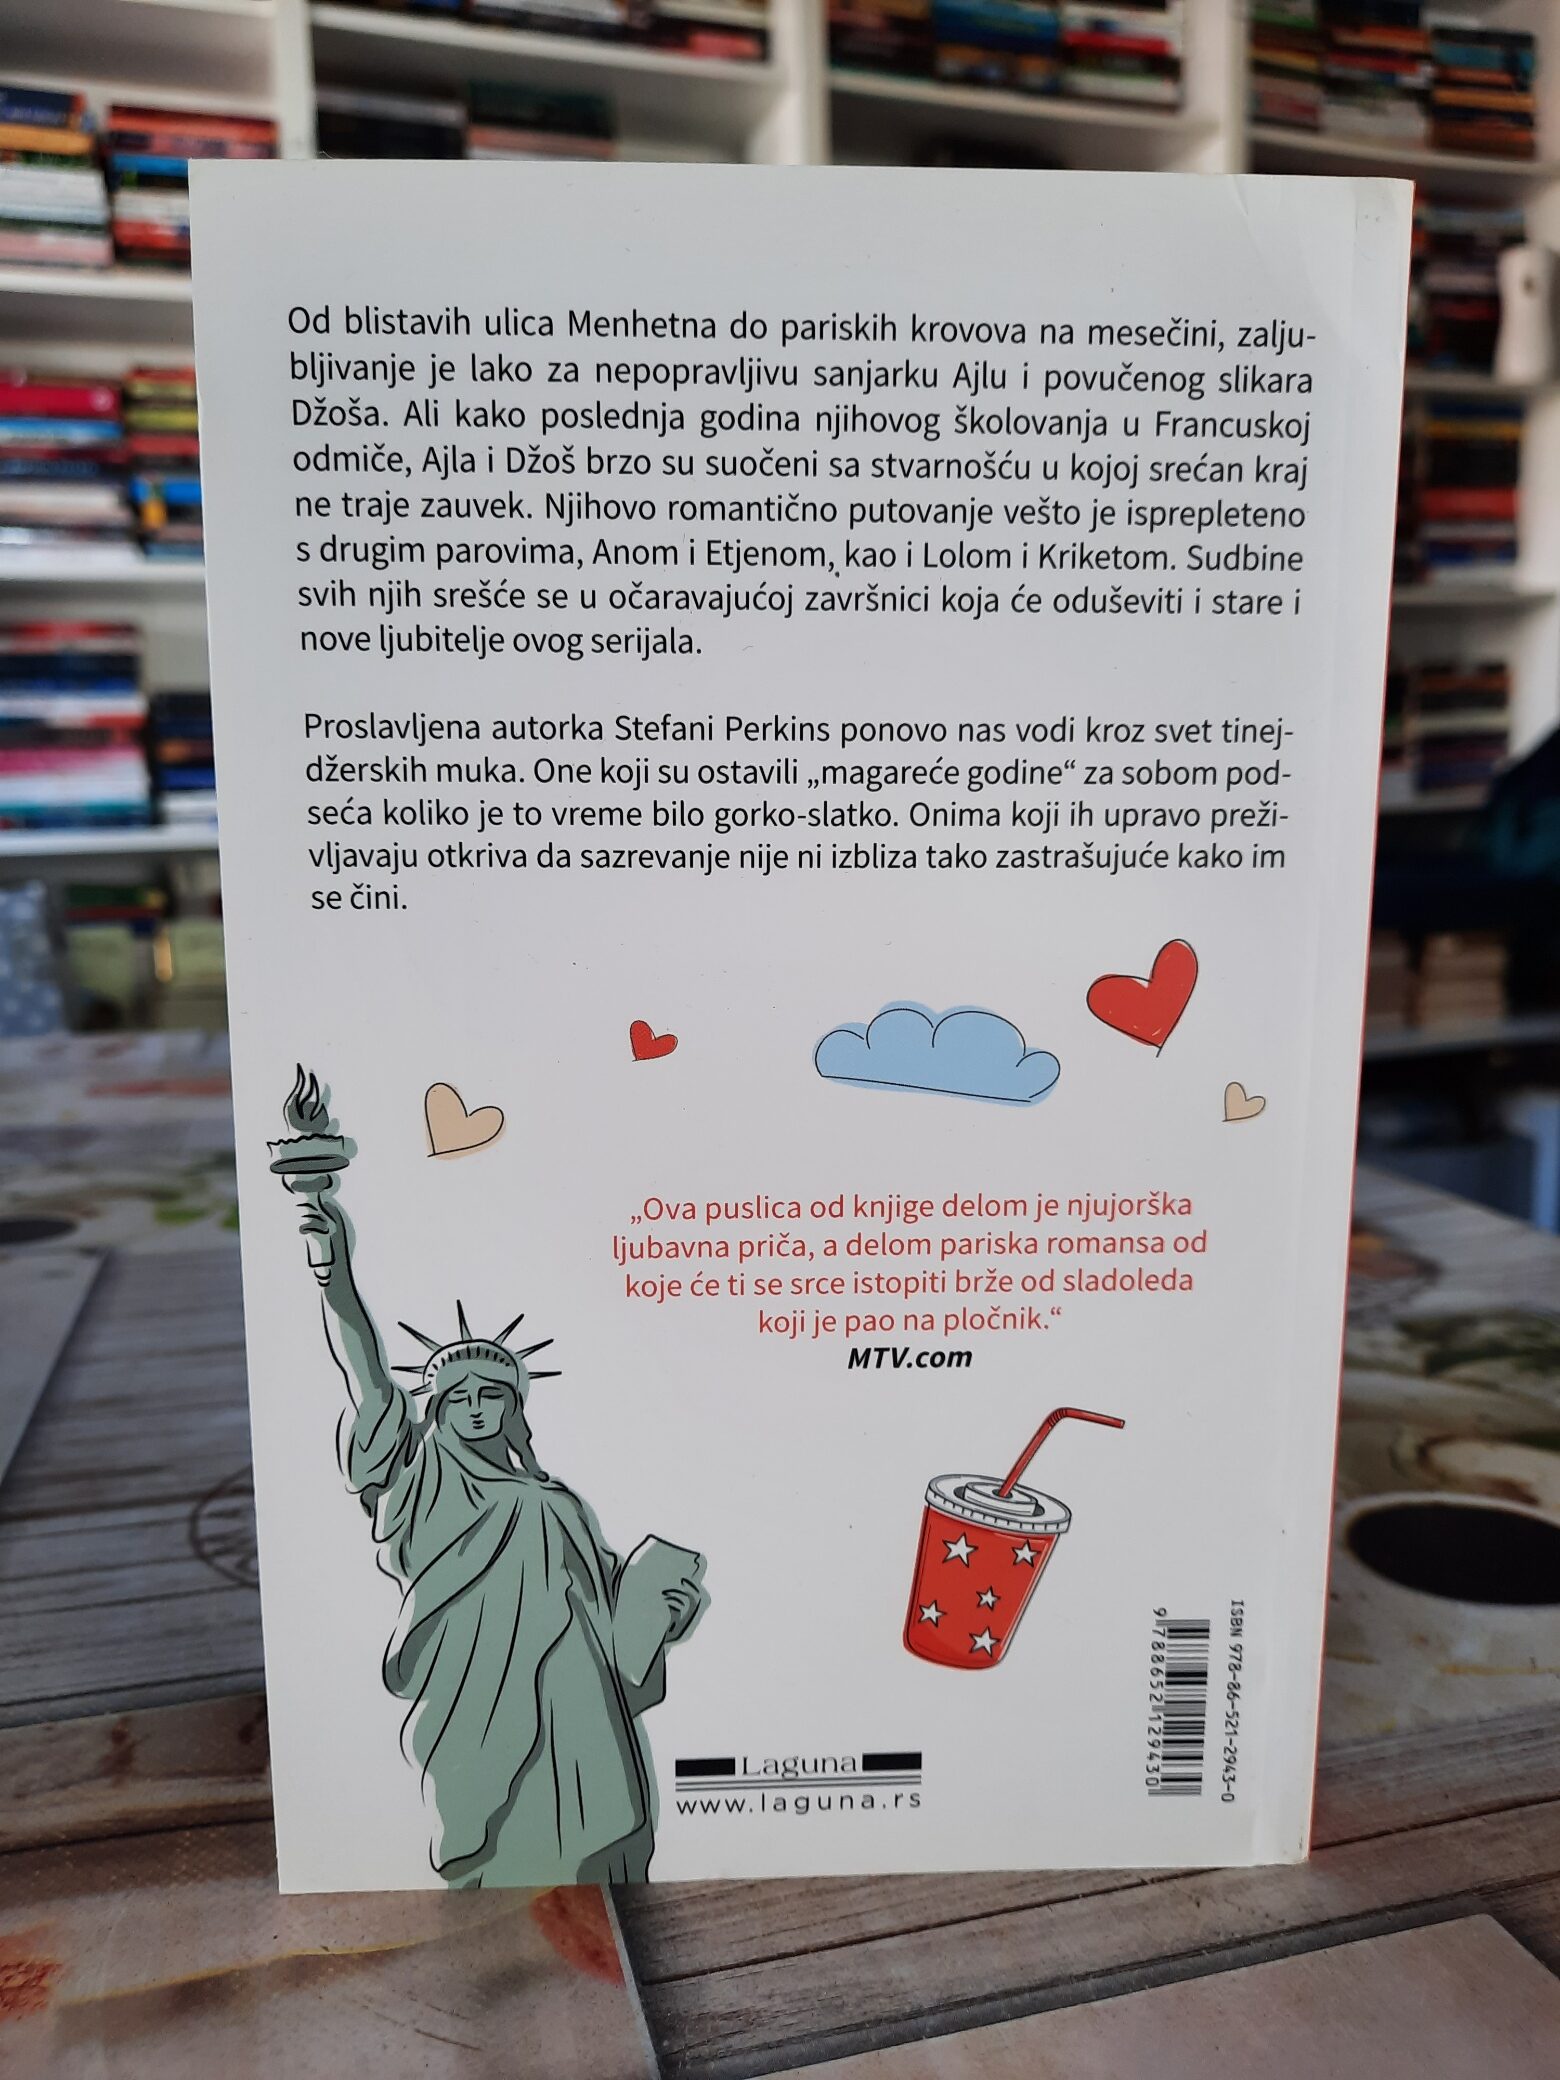 Od blistavih ulica Menhetna do pariskih krovova na mesečini, zalju-
bljivanje je lako za nepopravljivu sanjarku Ajlu i povučenog slikara
Džoša. Ali kako poslednja godina njihovog školovanja u Francuskoj
odmiče, Ajla i Džoš brzo su suočeni sa stvarnošću u kojoj srećan kraj
ne traje zauvek. Njihovo romantično putovanje vešto je isprepleteno
s drugim parovima, Anom i Etjenom, kao i Lolom i Kriketom. Sudbine
svih njih srešće se u očaravajućoj završnici koja će oduševiti i stare i
nove ljubitelje ovog serijala.
Proslavljena autorka Stefani Perkins ponovo nas vodi kroz svet tinej-
džerskih muka. One koji su ostavili „magareće godine“ za sobom pod-
seća koliko je to vreme bilo gorko-slatko. Onima koji ih upravo preži-
vljavaju otkriva da sazrevanje nije ni izbliza tako zastrašujuće kako im
se čini.
„Ova puslica od knjige delom je njujorška
ljubavna priča, a delom pariska romansa od
koje će ti se srce istopiti brže od sladoleda
koji je pao na pločnik.“
MTV.com
ISBN 978-86-521-2943-0
9788652129430
Laguna
www.laguna.rs